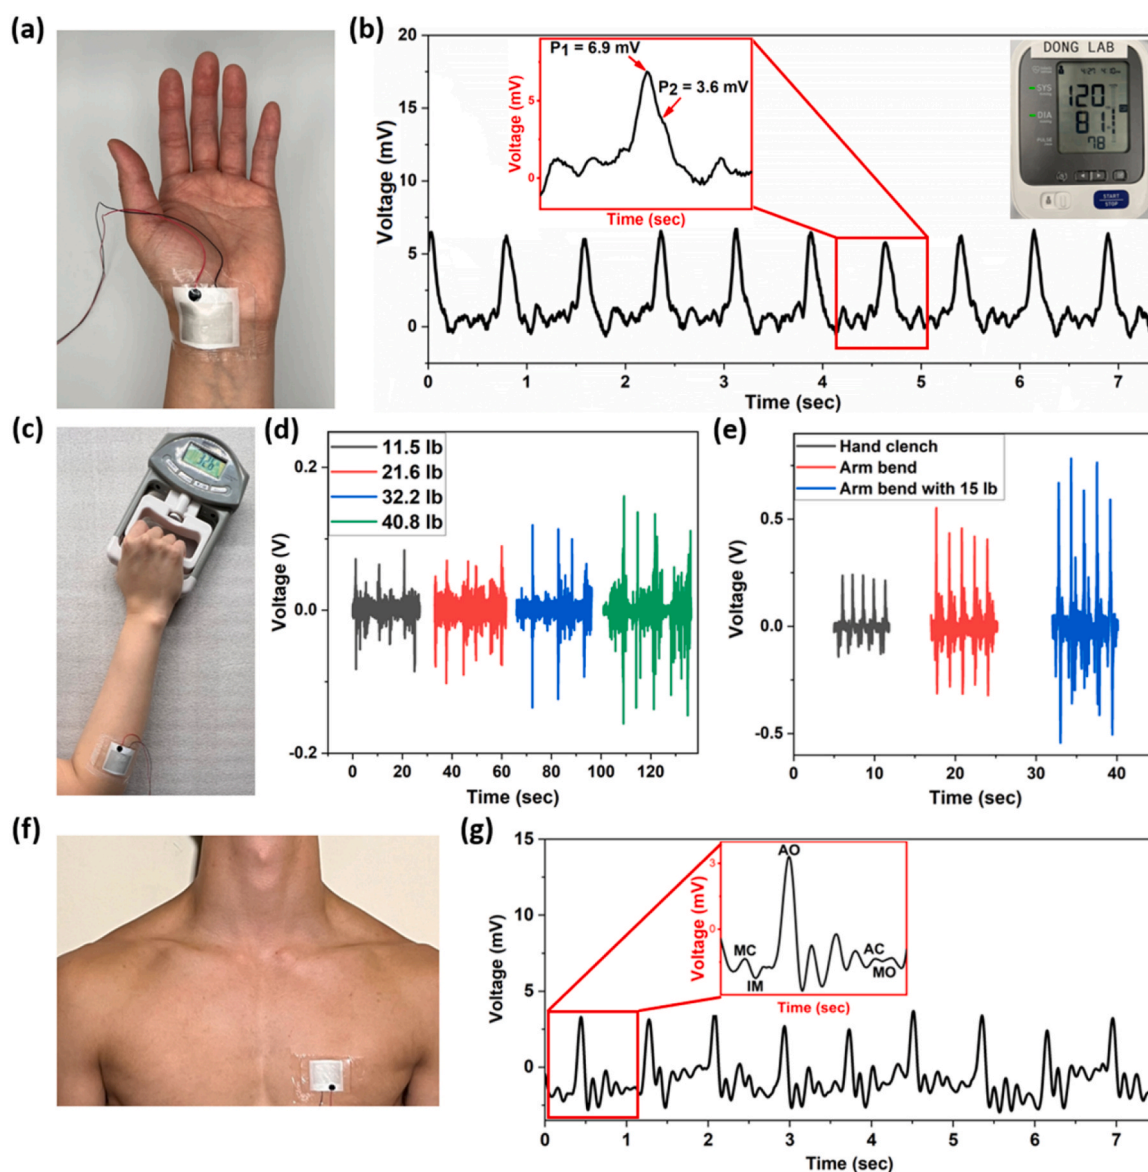 (a)
(b)
20
15
10
5
0
Voltage (mV)
0 1 2 3 4 5 6 7
Time (sec)
P1 = 6.9 mV
P2 = 3.6 mV
5
0
Voltage (mV)
Time (sec)
DONG LAB
SYS
120
DIA
81
PULSE
78
START
STOP
(c)
(d)
11.5 lb
21.6 lb
32.2 lb
40.8 lb
0.2
0.0
-0.2
Voltage (V)
0 20 40 60 80 100 120
Time (sec)
(e)
Hand clench
Arm bend
Arm bend with 15 lb
0.5
0.0
-0.5
Voltage (V)
0 10 20 30 40
Time (sec)
(f)
(g)
15
10
5
0
Voltage (mV)
0 1 2 3 4 5 6 7
Time (sec)
AO
3
0
Voltage (mV)
MC
IM
AC
MO
Time (sec)